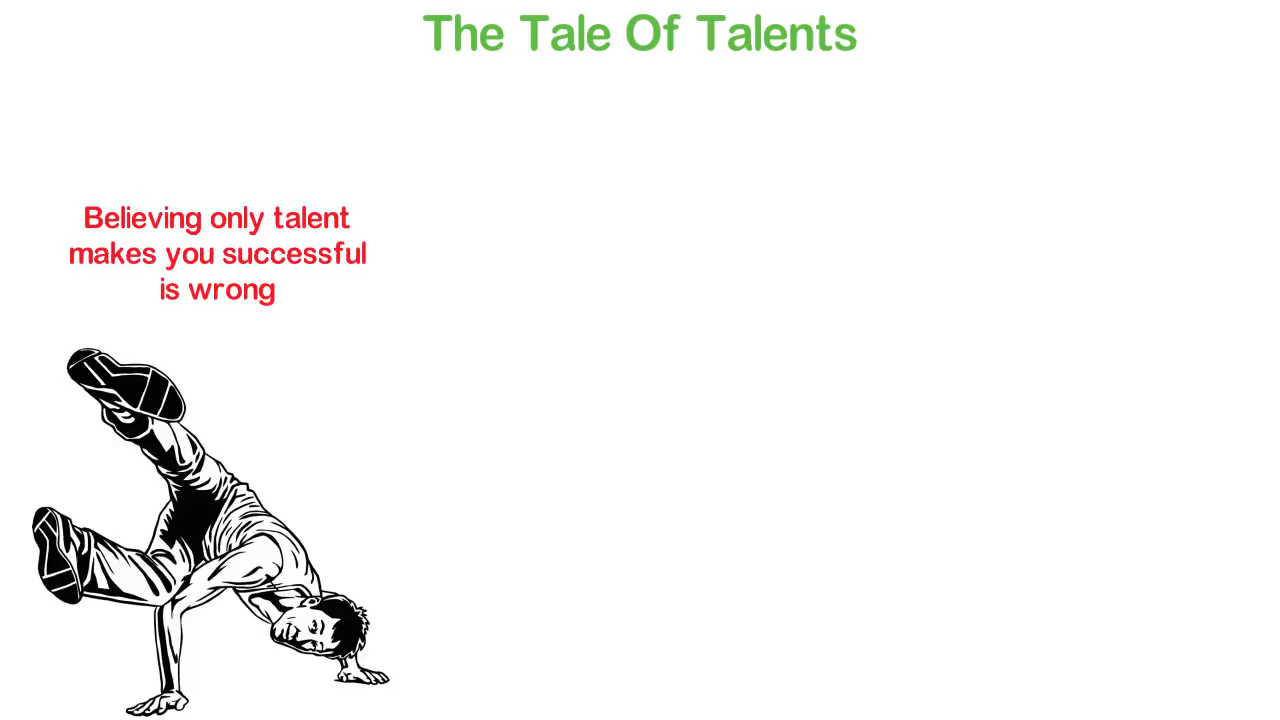 The Tale Of Talents
Believing only talent
makes you successful
is wrong